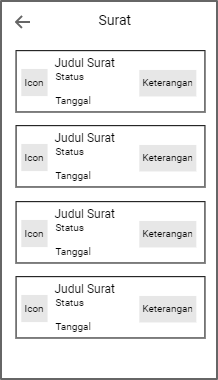 Surat
Judul Surat
Status
Icon
Keterangan
Tanggal
Judul Surat
Status
Icon
Keterangan
Tanggal
Judul Surat
Status
Icon
Keterangan
Tanggal
Judul Surat
Status
Icon
Keterangan
Tanggal